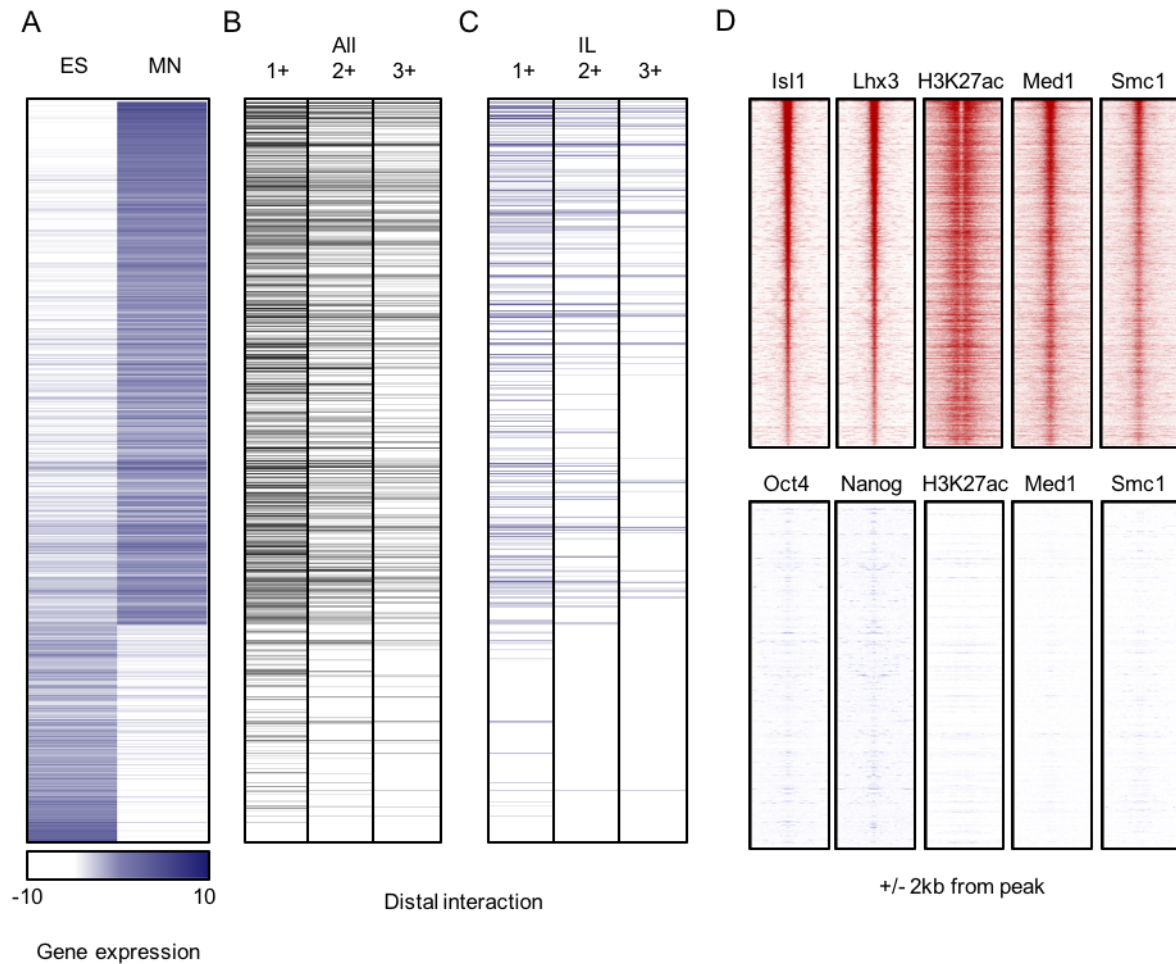 A
ES MN
B
All
1+ 2+ 3+
C
IL
1+ 2+ 3+
D
Isl1 Lhx3 H3K27ac Med1 Smc1
Oct4 Nanog H3K27ac Med1 Smc1
+/- 2kb from peak
-10 10
Gene expression
Distal interaction